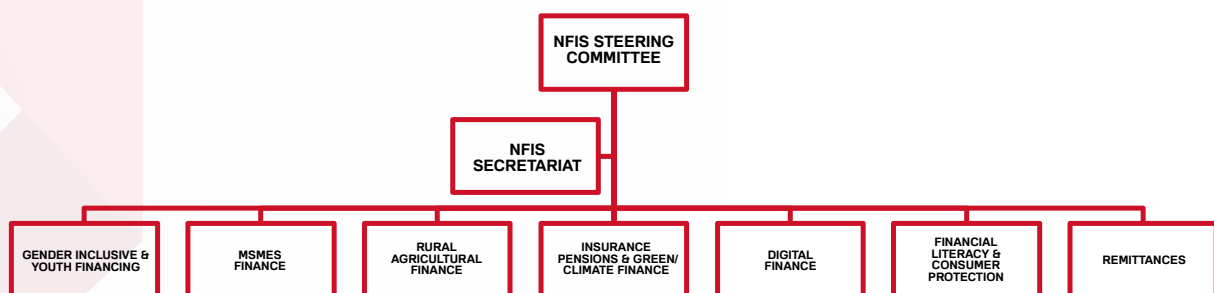 NFIS STEERING
COMMITTEE
NFIS
SECRETARIAT
GENDER INCLUSIVE &
YOUTH FINANCING
MSMES
FINANCE
RURAL
AGRICULTURAL
FINANCE
INSURANCE
PENSIONS & GREEN/
CLIMATE FINANCE
DIGITAL
FINANCE
FINANCIAL
LITERACY &
CONSUMER
PROTECTION
REMITTANCES